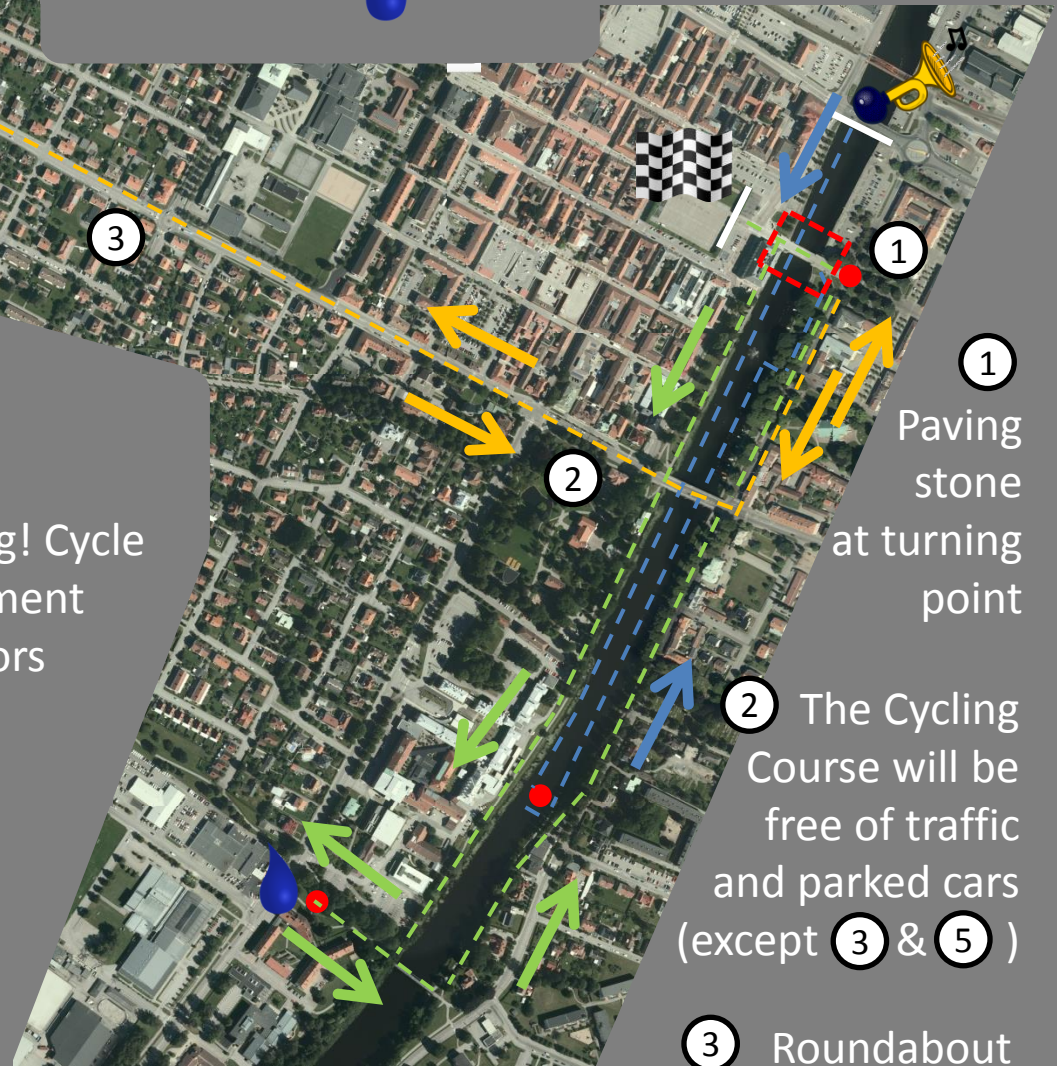 1
3
1
2
Paving
stone
at turning
point
g! Cycle
ment
ors
2 The Cycling
Course will be
free of traffic
and parked cars
(except 3 & 5 )
3 Roundabout